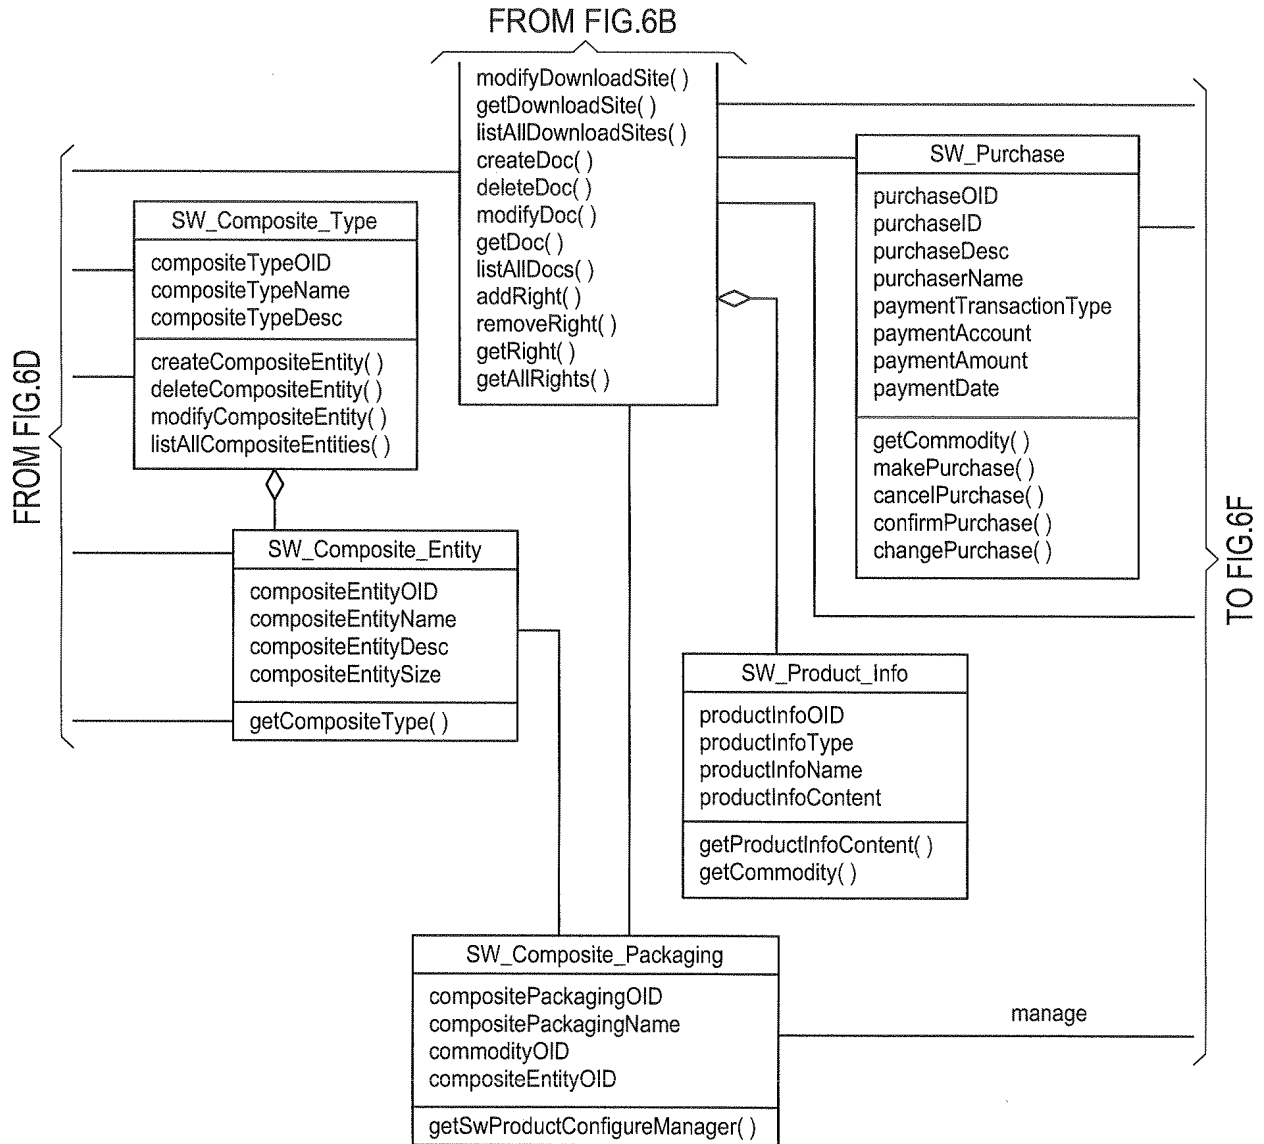 FROM FIG.6B
modifyDownloadSite( )
getDownloadSite( )
listAllDownloadSites( )
createDoc( )
deleteDoc( )
modifyDoc( )
getDoc( )
listAllDocs( )
addRight( )
removeRight( )
getRight( )
getAllRights( )
FROM FIG.6D
SW_Composite_Type
compositeTypeOID
compositeTypeName
compositeTypeDesc
createCompositeEntity( )
deleteCompositeEntity( )
modifyCompositeEntity( )
listAllCompositeEntities( )
SW_Purchase
purchaseOID
purchaseID
purchaseDesc
purchaserName
paymentTransactionType
paymentAccount
paymentAmount
paymentDate
getCommodity( )
makePurchase( )
cancelPurchase( )
confirmPurchase( )
changePurchase( )
TO FIG.6F
SW_Composite_Entity
compositeEntityOID
compositeEntityName
compositeEntityDesc
compositeEntitySize
getCompositeType( )
SW_Product_Info
productInfoOID
productInfoType
productInfoName
productInfoContent
getProductInfoContent( )
getCommodity( )
SW_Composite_Packaging
compositePackagingOID
compositePackagingName
commodityOID
compositeEntityOID
getSwProductConfigureManager( )
manage